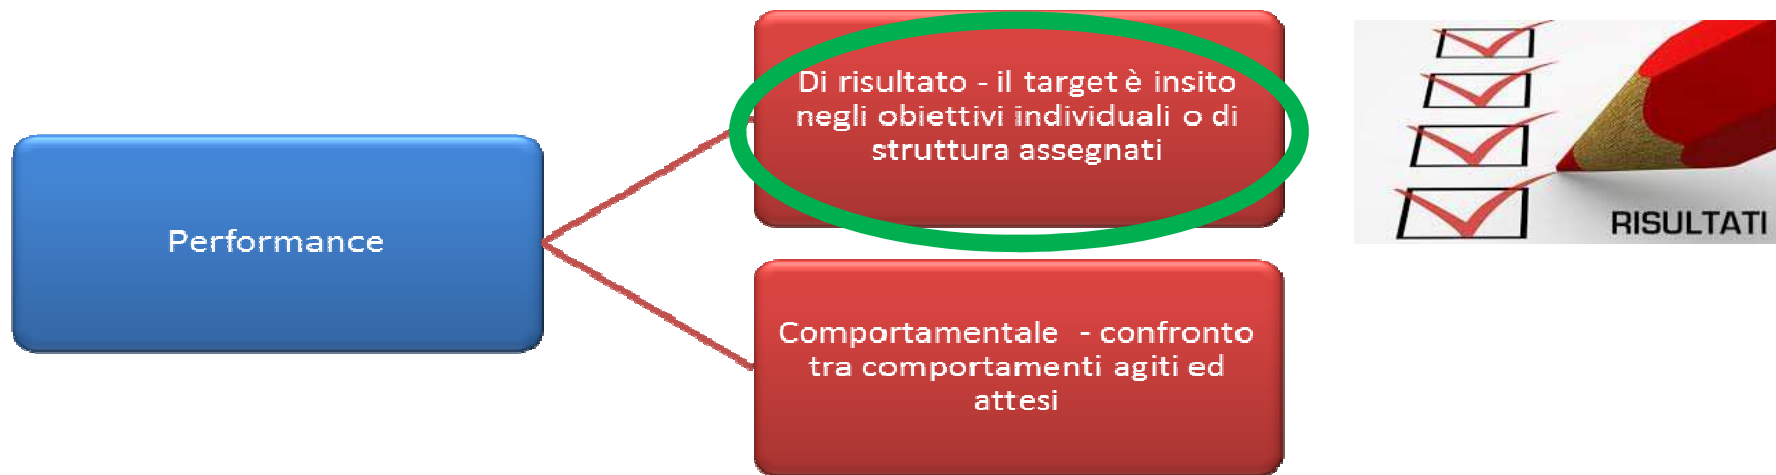 Performance
Di risultato - il target è insito
negli obiettivi individuali o di
struttura assegnati
Comportamentale - confronto
tra comportamenti agiti ed
attesi
RISULTATI